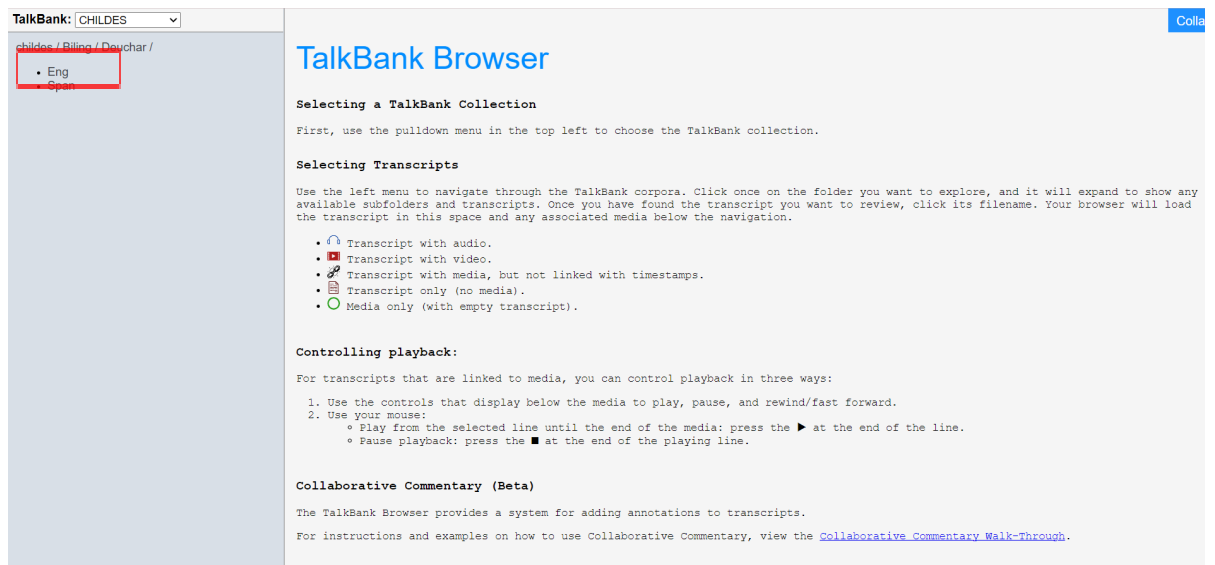 TalkBank: CHILDES
Colla
childes / Biling / Deuchar /
• Eng
• Span
TalkBank Browser
Selecting a TalkBank Collection
First, use the pulldown menu in the top left to choose the TalkBank collection.
Selecting Transcripts
Use the left menu to navigate through the TalkBank corpora. Click once on the folder you want to explore, and it will expand to show any
available subfolders and transcripts. Once you have found the transcript you want to review, click its filename. Your browser will load
the transcript in this space and any associated media below the navigation.
• Transcript with audio.
• Transcript with video.
• Transcript with media, but not linked with timestamps.
• Transcript only (no media).
• Media only (with empty transcript).
Controlling playback:
For transcripts that are linked to media, you can control playback in three ways:
1. Use the controls that display below the media to play, pause, and rewind/fast forward.
2. Use your mouse:
◦ Play from the selected line until the end of the media: press the ▶ at the end of the line.
◦ Pause playback: press the ■ at the end of the playing line.
Collaborative Commentary (Beta)
The TalkBank Browser provides a system for adding annotations to transcripts.
For instructions and examples on how to use Collaborative Commentary, view the Collaborative Commentary Walk-Through.